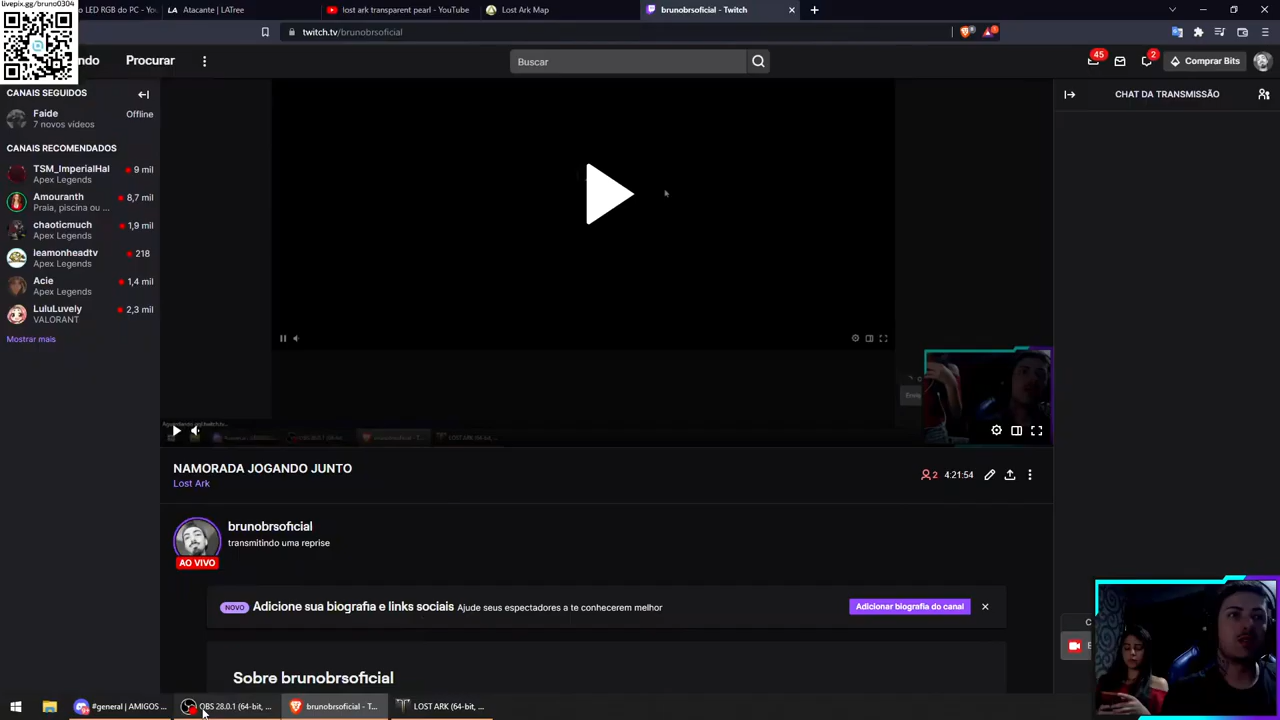 livepix.gg/bruno0304
LED RGB do PC
Atacante | LATree
lost ark transparent pearl - YouTube
Lost Ark Map
brunobrsoficial - Twitch
twitch.tv/brunobrsoficial
Procurar
Buscar
45
2
Comprar Bits
CANAIS SEGUIDOS
Faide
Offline
7 novos vídeos
CANAIS RECOMENDADOS
TSM_ImperialHal
9 mil
Apex Legends
Amouranth
8,7 mil
Praia, piscina ou ...
chaoticmuch
1,9 mil
Apex Legends
leamonheadtv
218
Apex Legends
Acie
1,4 mil
Apex Legends
LuluLuvely
2,3 mil
VALORANT
Mostrar mais
CHAT DA TRANSMISSÃO
NAMORADA JOGANDO JUNTO
Lost Ark
2
4:21:54
brunobrsoficial
transmitindo uma reprise
AO VIVO
NOVO
Adicione sua biografia e links sociais
Ajude seus espectadores a te conhecerem melhor
Adicionar biografia do canal
Sobre brunobrsoficial
#general | AMIGOS ...
OBS 28.0.1 (64-bit, ...
brunobrsoficial - T...
LOST ARK (64-bit, ...